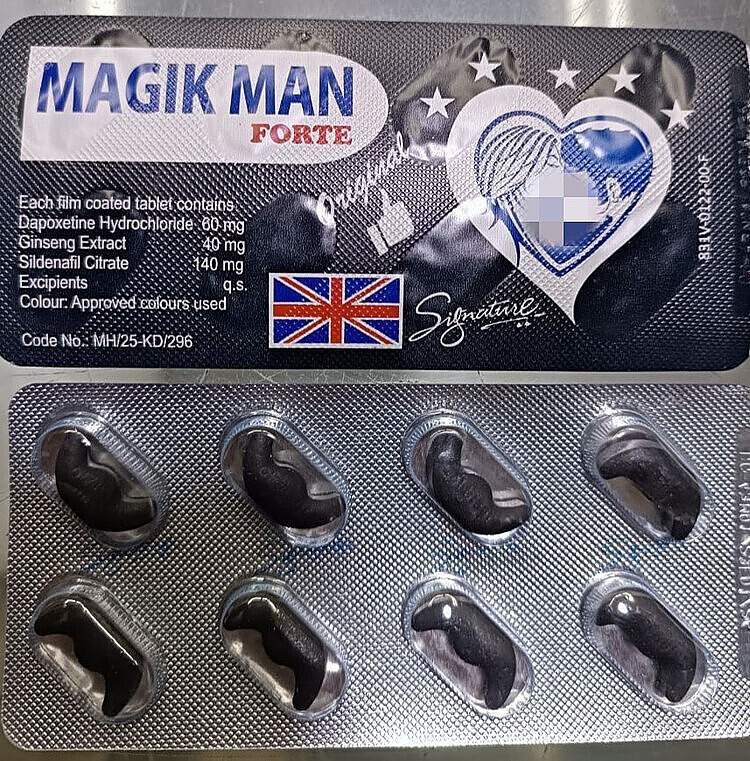 MAGIK MAN
FORTE
Original
Each film coated tablet contains
Dapoxetine Hydrochloride 60 mg
Ginseng Extract 40 mg
Sildenafil Citrate 140 mg
Excipients q.s.
Colour: Approved colours used
Code No.: MH/25-KD/296
Signature